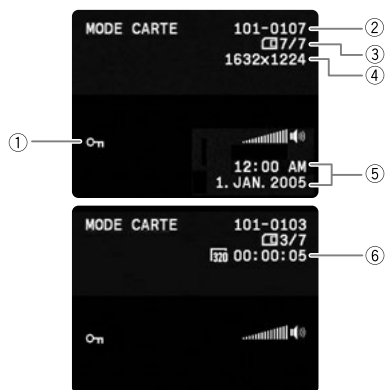 MODE CARTE 101-0107 ②
7/7 ③
1632x1224 ④
①
12:00 AM
⑤
1. JAN. 2005
MODE CARTE 101-0103
3/7
320 00:00:05 ⑥